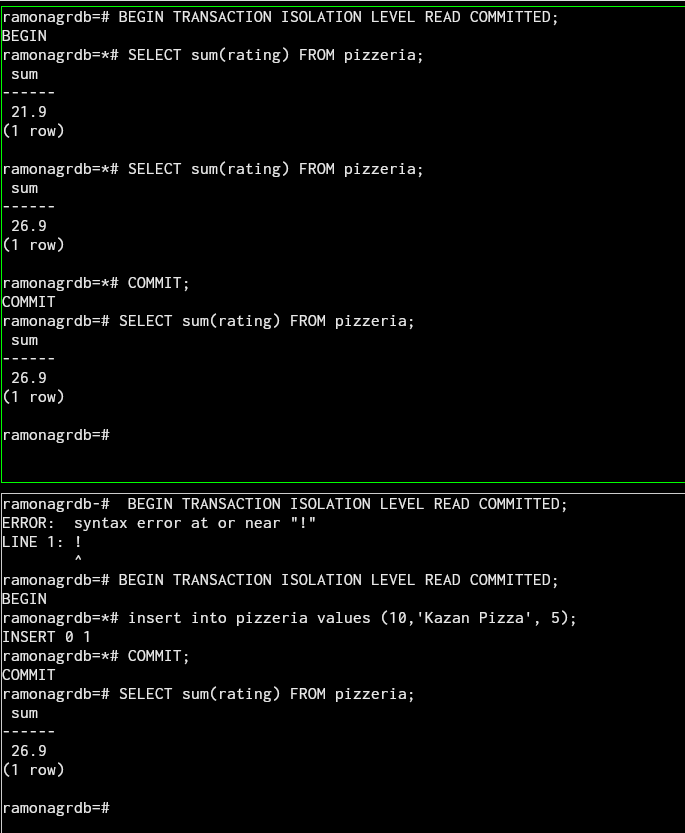 ramonagrdb=# BEGIN TRANSACTION ISOLATION LEVEL READ COMMITTED;
BEGIN
ramonagrdb=*# SELECT sum(rating) FROM pizzeria;
 sum
------
 21.9
(1 row)

ramonagrdb=*# SELECT sum(rating) FROM pizzeria;
 sum
------
 26.9
(1 row)

ramonagrdb=*# COMMIT;
COMMIT
ramonagrdb=# SELECT sum(rating) FROM pizzeria;
 sum
------
 26.9
(1 row)

ramonagrdb=#
ramonagrdb-#  BEGIN TRANSACTION ISOLATION LEVEL READ COMMITTED;
ERROR:  syntax error at or near "!"
LINE 1: !
        ^
ramonagrdb=# BEGIN TRANSACTION ISOLATION LEVEL READ COMMITTED;
BEGIN
ramonagrdb=*# insert into pizzeria values (10,'Kazan Pizza', 5);
INSERT 0 1
ramonagrdb=*# COMMIT;
COMMIT
ramonagrdb=# SELECT sum(rating) FROM pizzeria;
 sum
------
 26.9
(1 row)

ramonagrdb=#